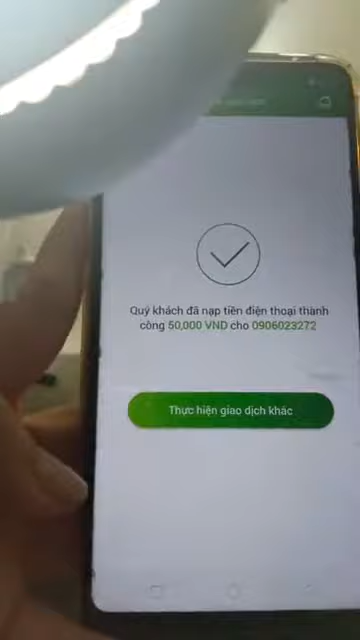 Quý khách đã nạp tiền điện thoại thành
công 50,000 VND cho 0906023272
Thực hiện giao dịch khác